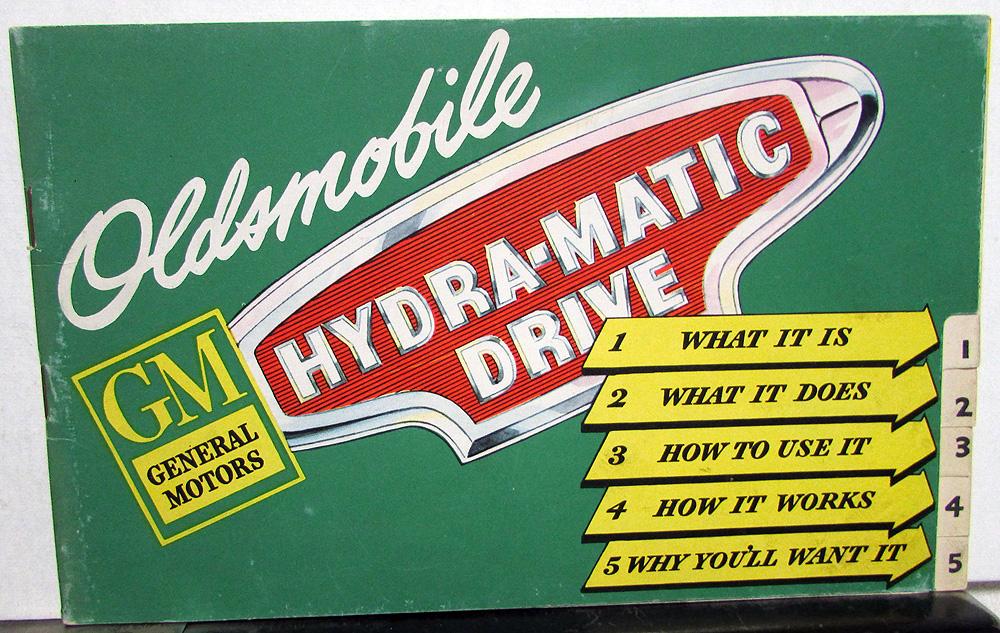 Oldsmobile
HYDRA-MATIC
DRIVE
GM
GENERAL
MOTORS
1 WHAT IT IS
2 WHAT IT DOES
3 HOW TO USE IT
4 HOW IT WORKS
5 WHY YOU'LL WANT IT
1
2
3
4
5